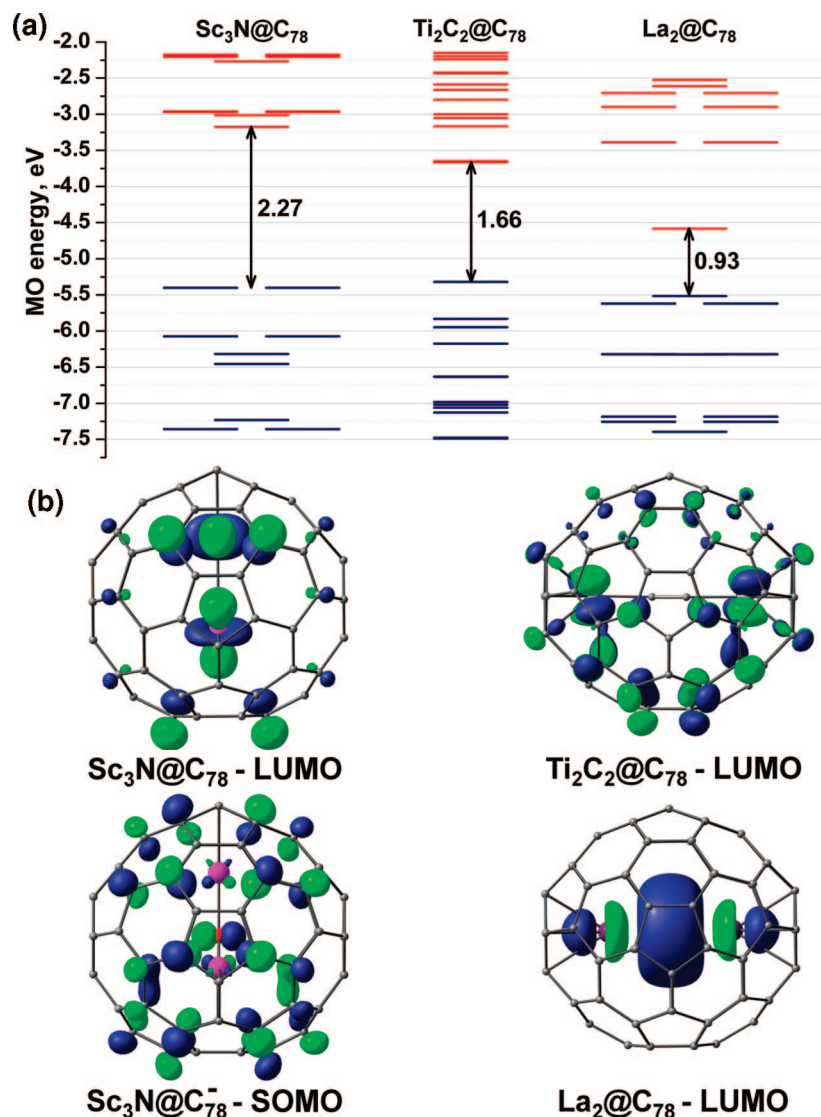 (a)
Sc3N@C78 Ti2C2@C78 La2@C78
MO energy, eV
-2.0
-2.5
-3.0
-3.5
-4.0
-4.5
-5.0
-5.5
-6.0
-6.5
-7.0
-7.5
2.27
1.66
0.93
(b)
Sc3N@C78 - LUMO Ti2C2@C78 - LUMO
Sc3N@C78- - SOMO La2@C78 - LUMO